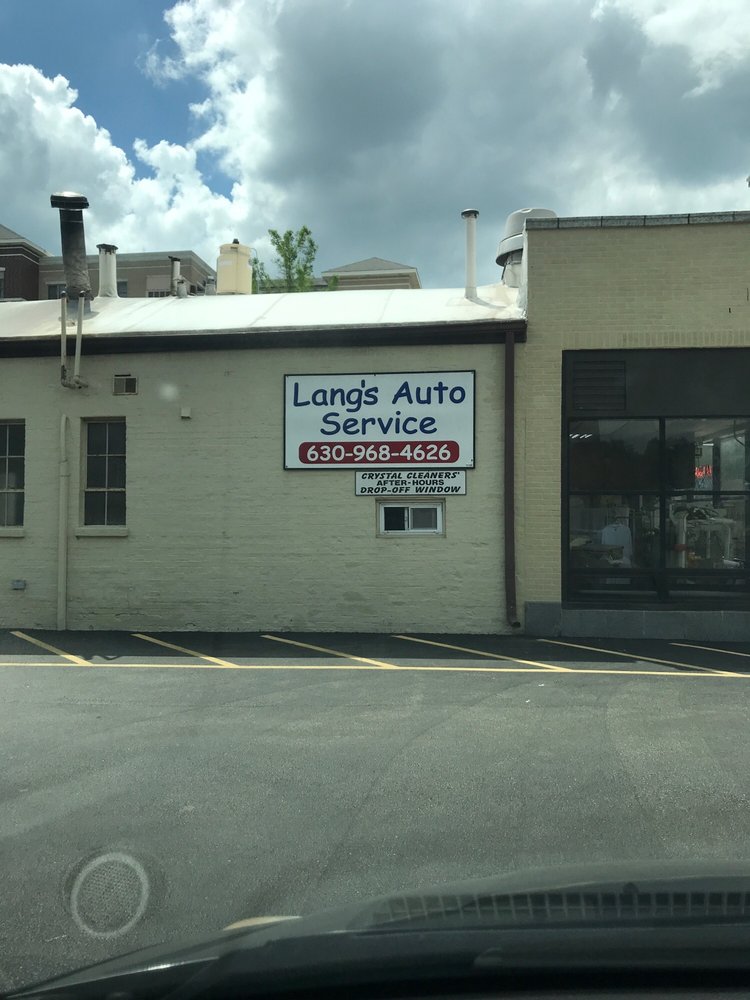 Lang's Auto
Service
630-968-4626
CRYSTAL CLEANERS'
AFTER-HOURS
DROP-OFF WINDOW